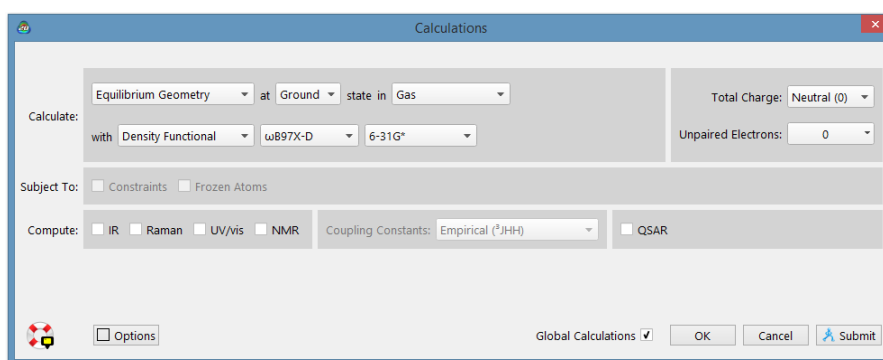 Calculations
Calculate: Equilibrium Geometry at Ground state in Gas
with Density Functional ωB97X-D 6-31G*
Total Charge: Neutral (0)
Unpaired Electrons: 0
Subject To: Constraints Frozen Atoms
Compute: IR Raman UV/vis NMR Coupling Constants: Empirical (³JHH) QSAR
Options Global Calculations OK Cancel Submit